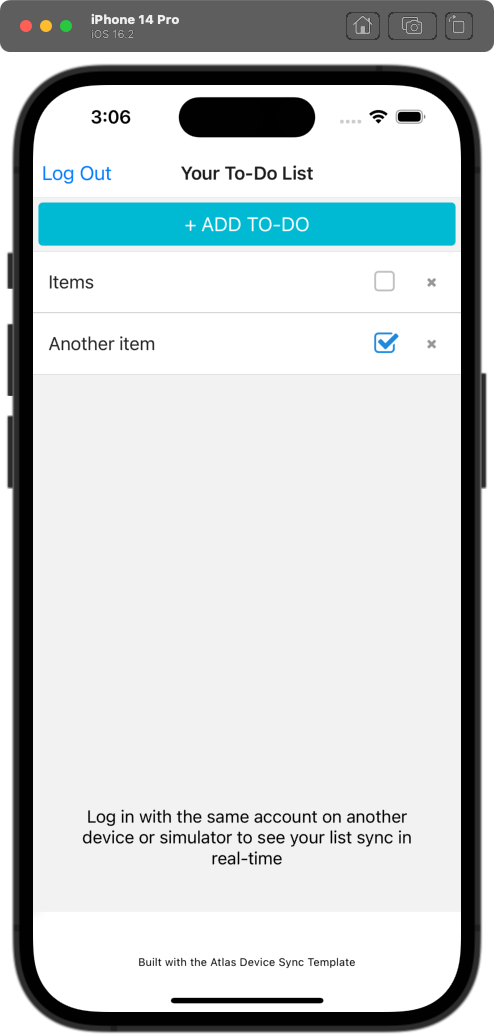 iPhone 14 Pro
iOS 16.2
3:06
Log Out
Your To-Do List
+ ADD TO-DO
Items
Another item
Log in with the same account on another
device or simulator to see your list sync in
real-time
Built with the Atlas Device Sync Template